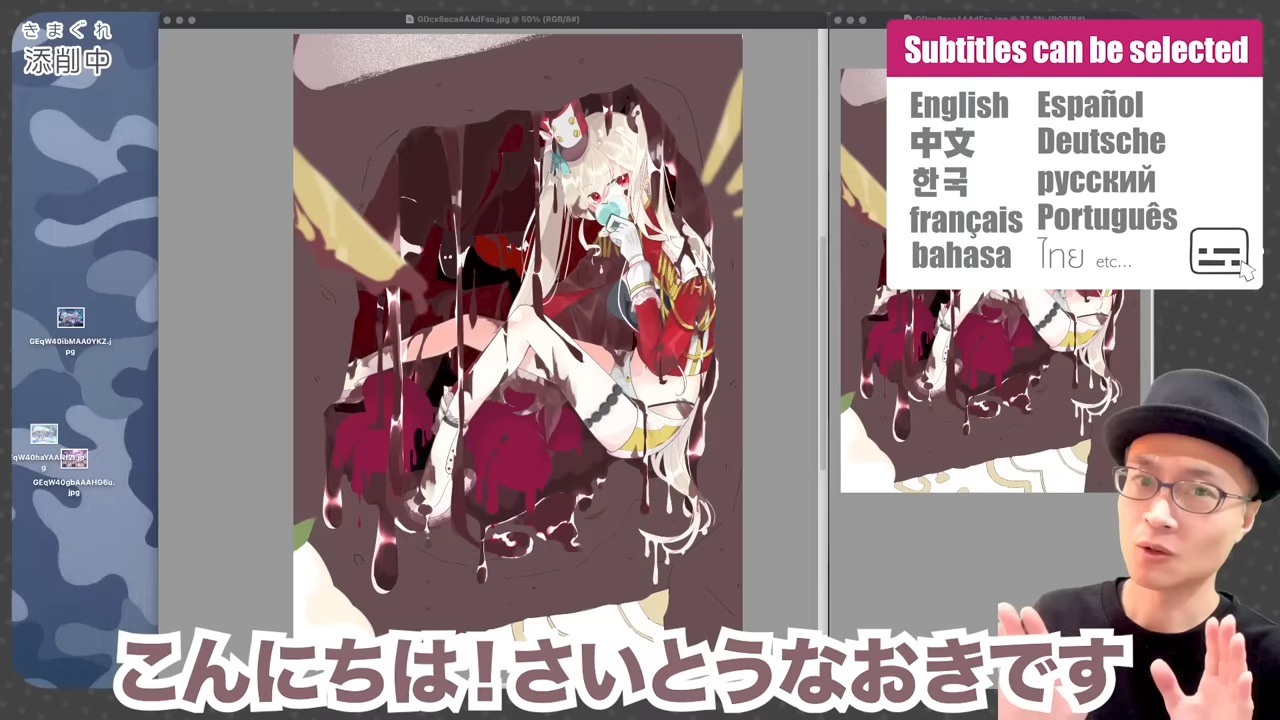 きまぐれ
添削中
GDcx8eca4AAdFsa.jpg @ 50% (RGB/8#)
Subtitles can be selected
English
Español
中文
Deutsche
한국
русский
français
Português
bahasa
ไทย etc...
GEqW40ibMAA0YKZ.j
pg
GEqW40gbAAAHG6u.
jpg
こんにちは！さいとうなおきです